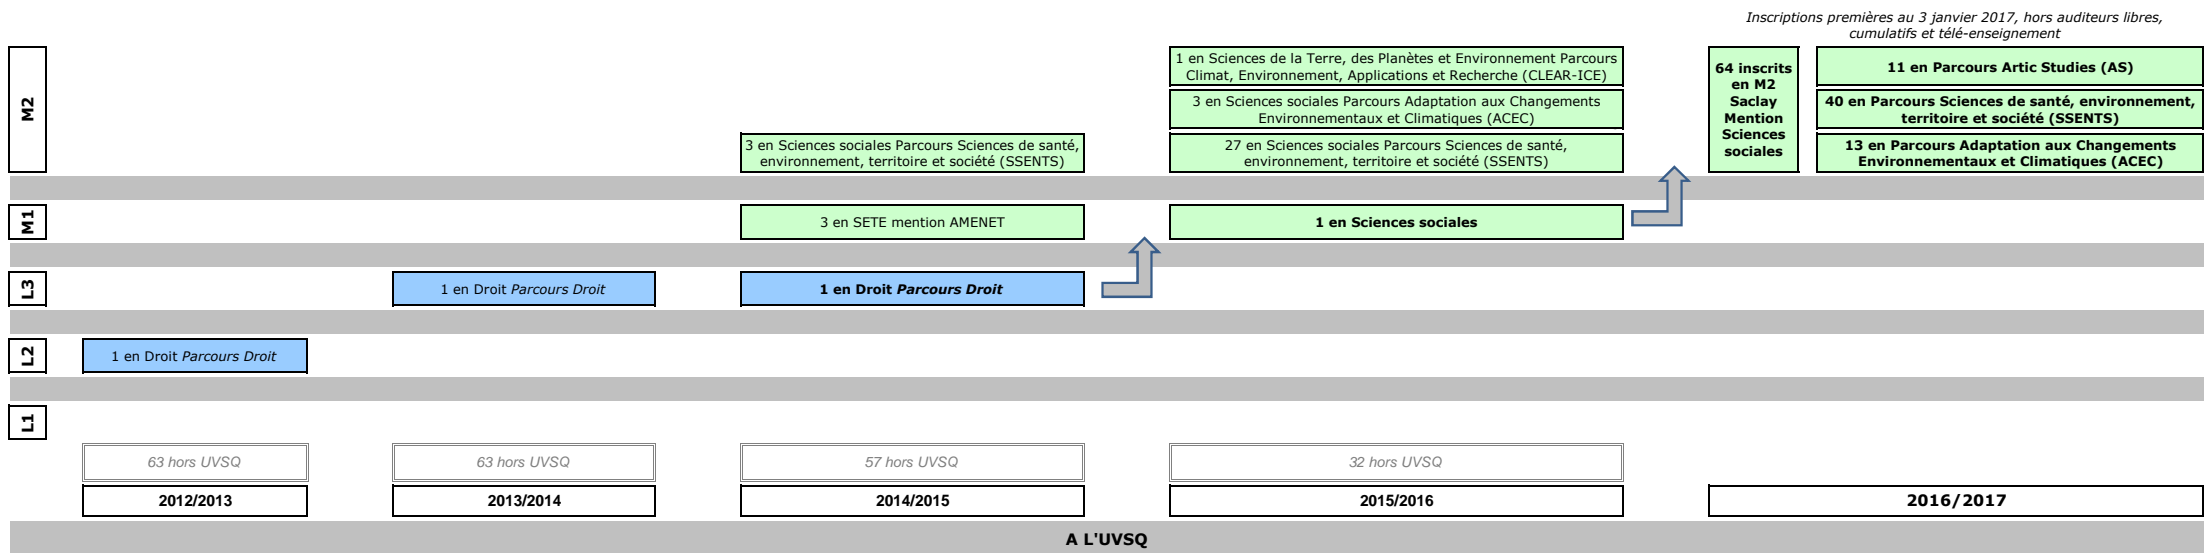 Inscriptions premières au 3 janvier 2017, hors auditeurs libres,
cumulatifs et télé-enseignement
M2
1 en Sciences de la Terre, des Planètes et Environnement Parcours
Climat, Environnement, Applications et Recherche (CLEAR-ICE)
3 en Sciences sociales Parcours Adaptation aux Changements
Environnementaux et Climatiques (ACEC)
3 en Sciences sociales Parcours Sciences de santé,
environnement, territoire et société (SSENTS)
27 en Sciences sociales Parcours Sciences de santé,
environnement, territoire et société (SSENTS)
64 inscrits
en M2
Saclay
Mention
Sciences
sociales
11 en Parcours Artic Studies (AS)
40 en Parcours Sciences de santé, environnement,
territoire et société (SSENTS)
13 en Parcours Adaptation aux Changements
Environnementaux et Climatiques (ACEC)
M1
3 en SETE mention AMENET
1 en Sciences sociales
L3
1 en Droit Parcours Droit
1 en Droit Parcours Droit
L2
1 en Droit Parcours Droit
L1
63 hors UVSQ
63 hors UVSQ
57 hors UVSQ
32 hors UVSQ
2012/2013
2013/2014
2014/2015
2015/2016
2016/2017
A L'UVSQ